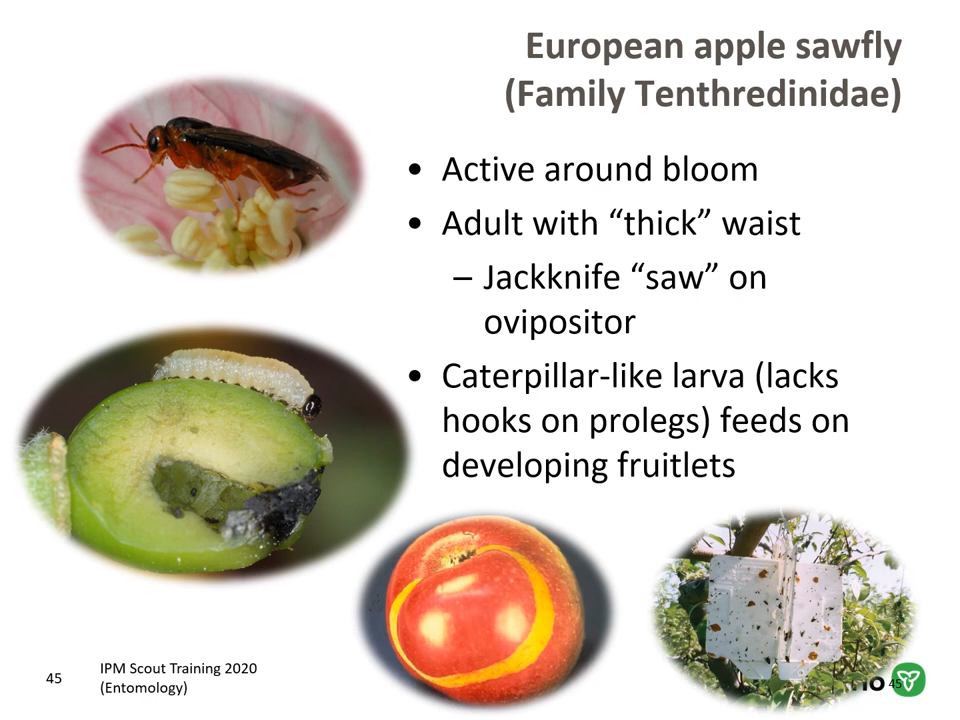 European apple sawfly
(Family Tenthredinidae)
• Active around bloom
• Adult with “thick” waist
– Jackknife “saw” on
ovipositor
• Caterpillar-like larva (lacks
hooks on prolegs) feeds on
developing fruitlets
45
IPM Scout Training 2020
(Entomology)
45